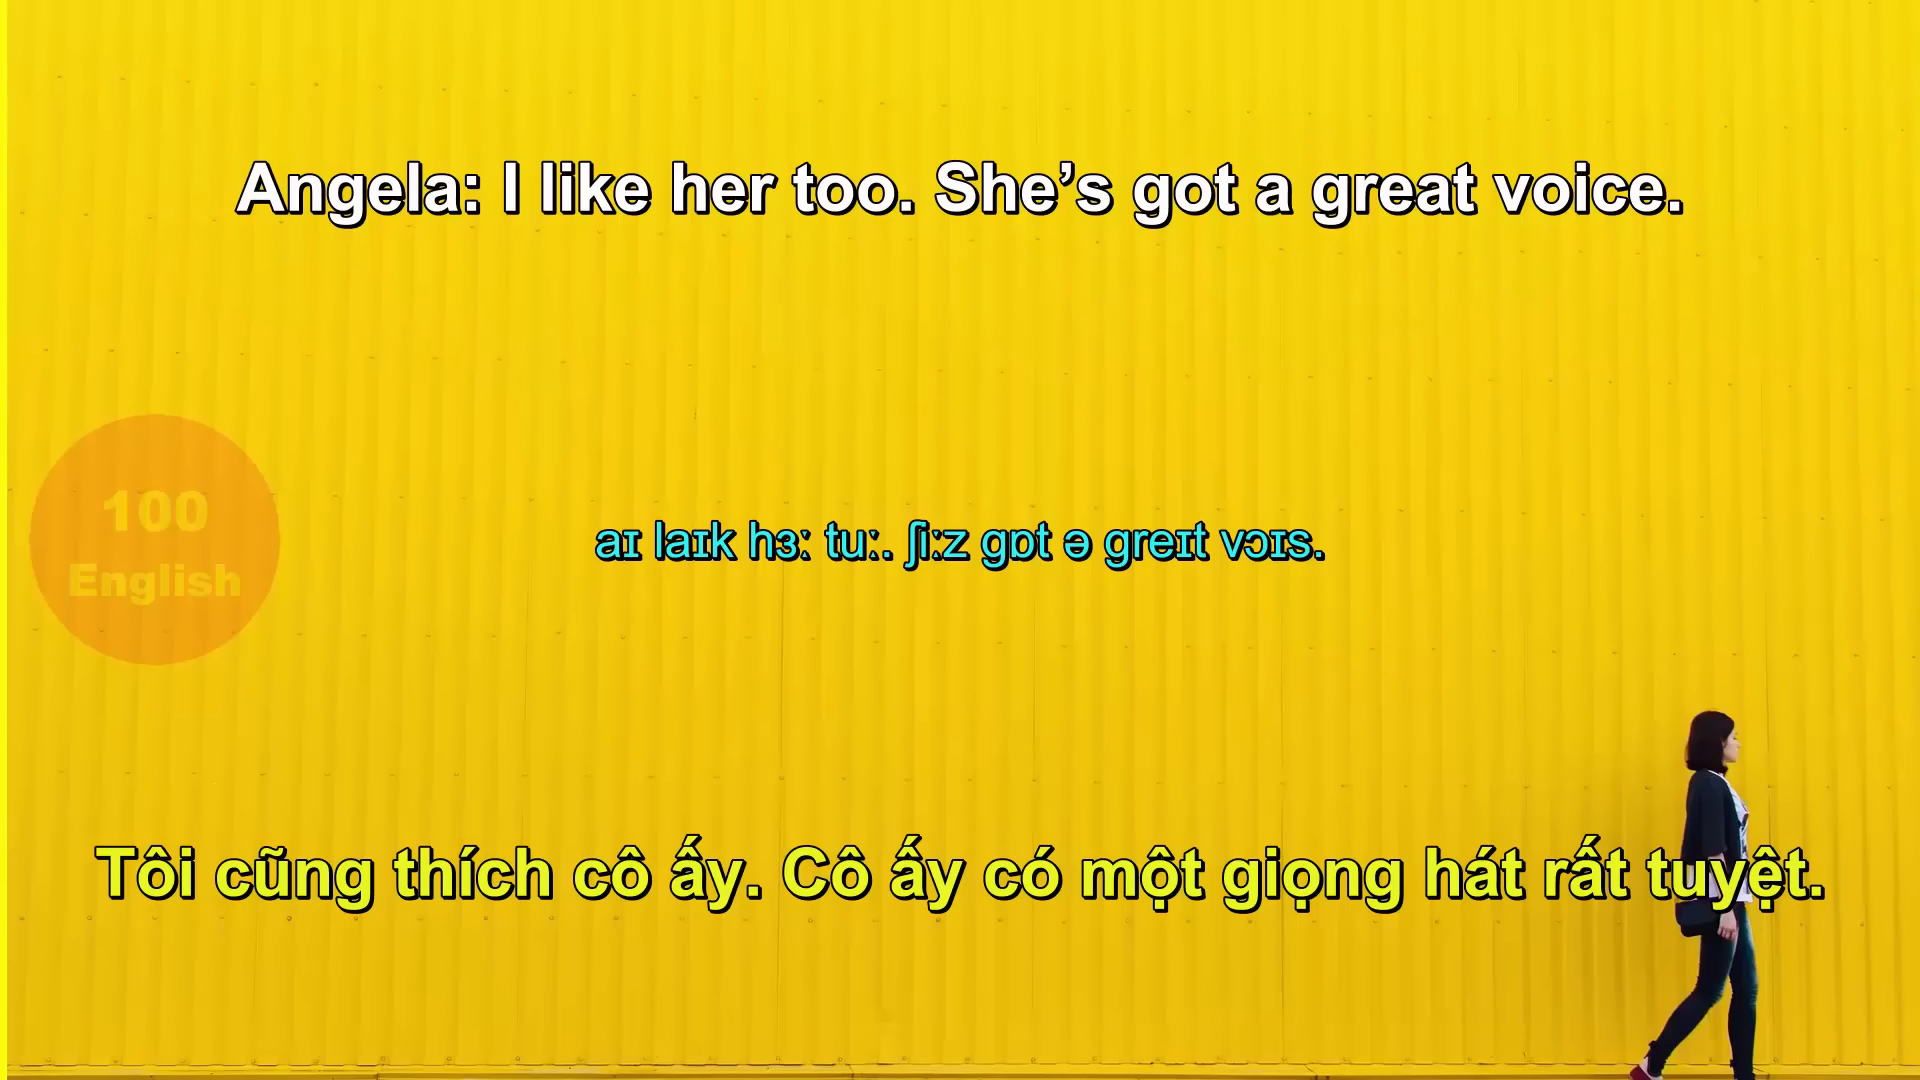 Angela: I like her too. She’s got a great voice.
100
English
aɪ laɪk hɜː tuː. ʃiːz gɒt ə greɪt vɔɪs.
Tôi cũng thích cô ấy. Cô ấy có một giọng hát rất tuyệt.